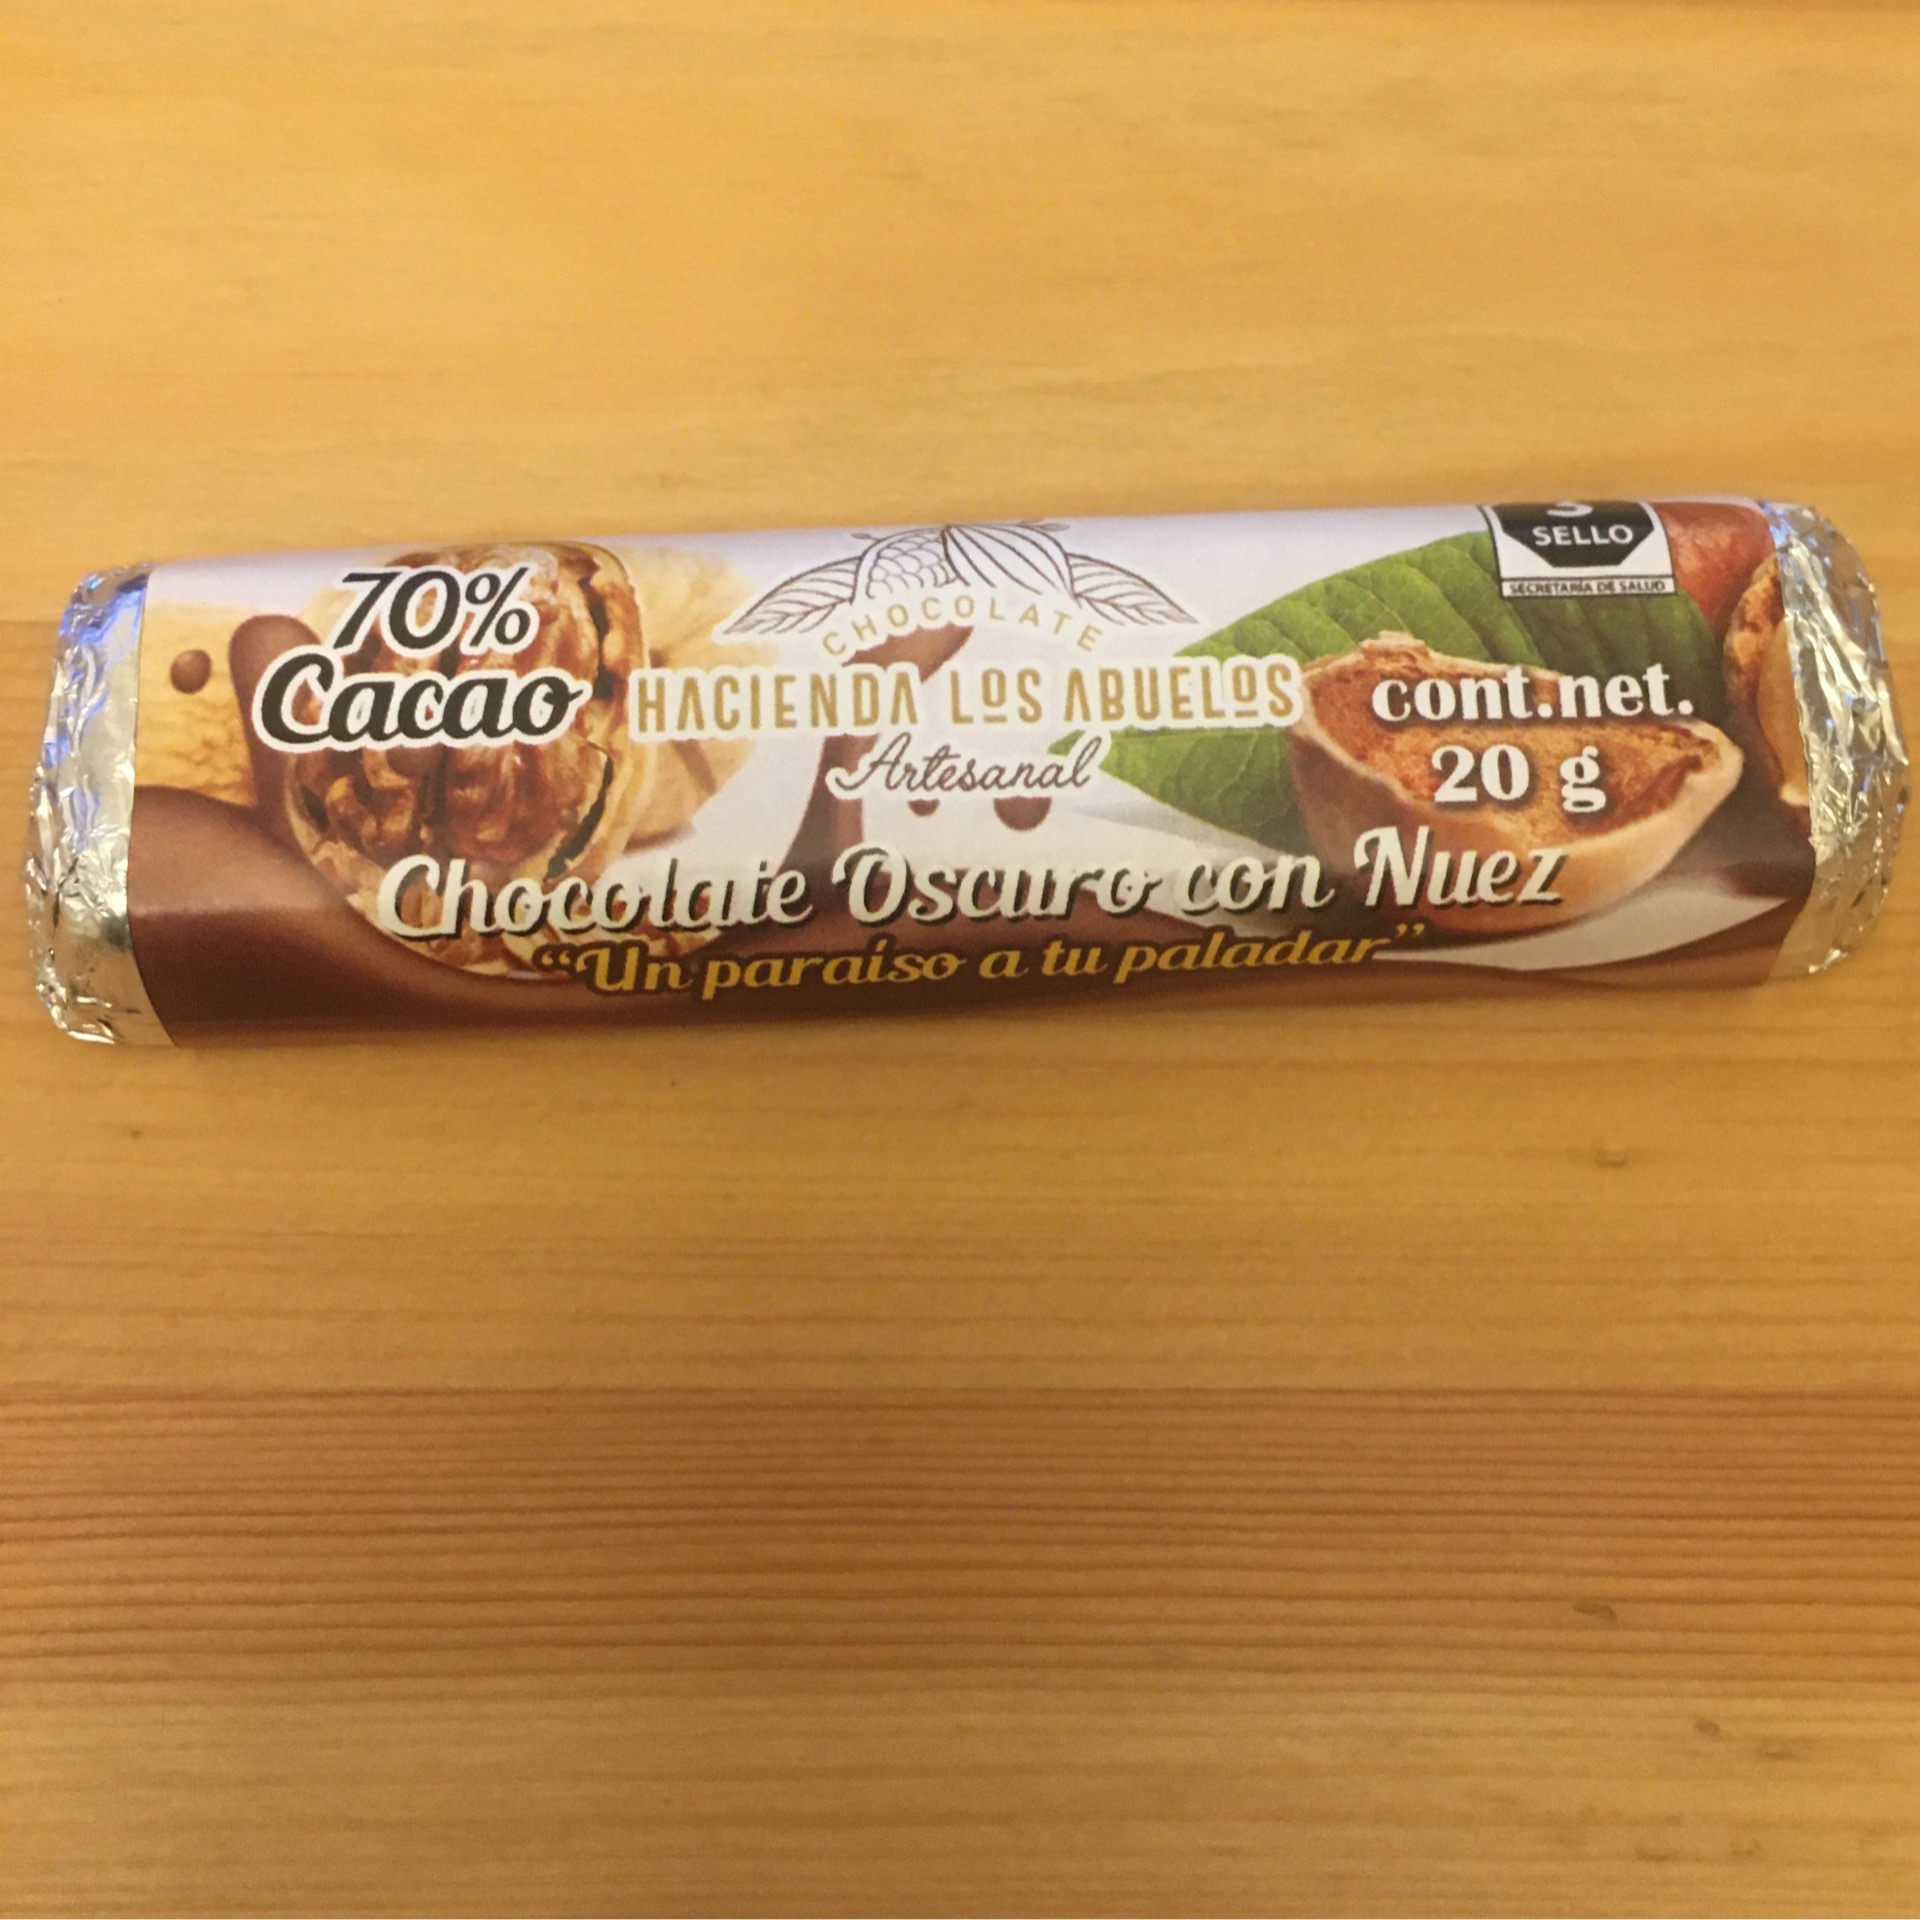 70%
Cacao
CHOCOLATE
HACIENDA LOS ABUELOS
Artesanal
SELLO
SECRETARÍA DE SALUD
cont.net.
20 g
Chocolate Oscuro con Nuez
“Un paraíso a tu paladar”